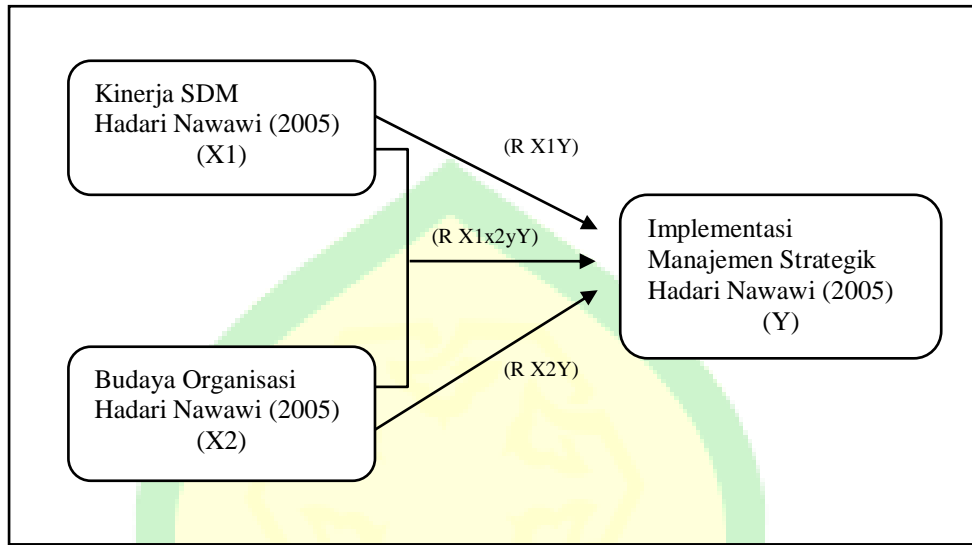 Kinerja SDM
Hadari Nawawi (2005)
(X1)
(R X1Y)
(R X1x2yY)
Implementasi
Manajemen Strategik
Hadari Nawawi (2005)
(Y)
Budaya Organisasi
Hadari Nawawi (2005)
(X2)
(R X2Y)